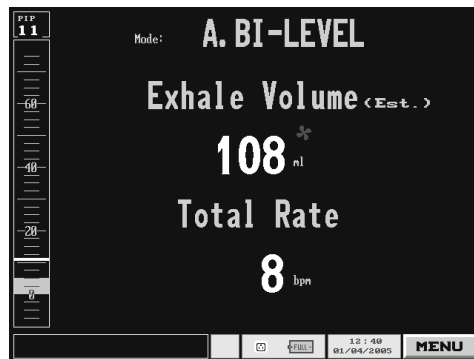 PIP
11
Mode: A.BI-LEVEL
Exhale Volume(Est.)
108 ml
Total Rate
8 bpm
60
40
20
0
FULL
12:40
01/04/2005
MENU